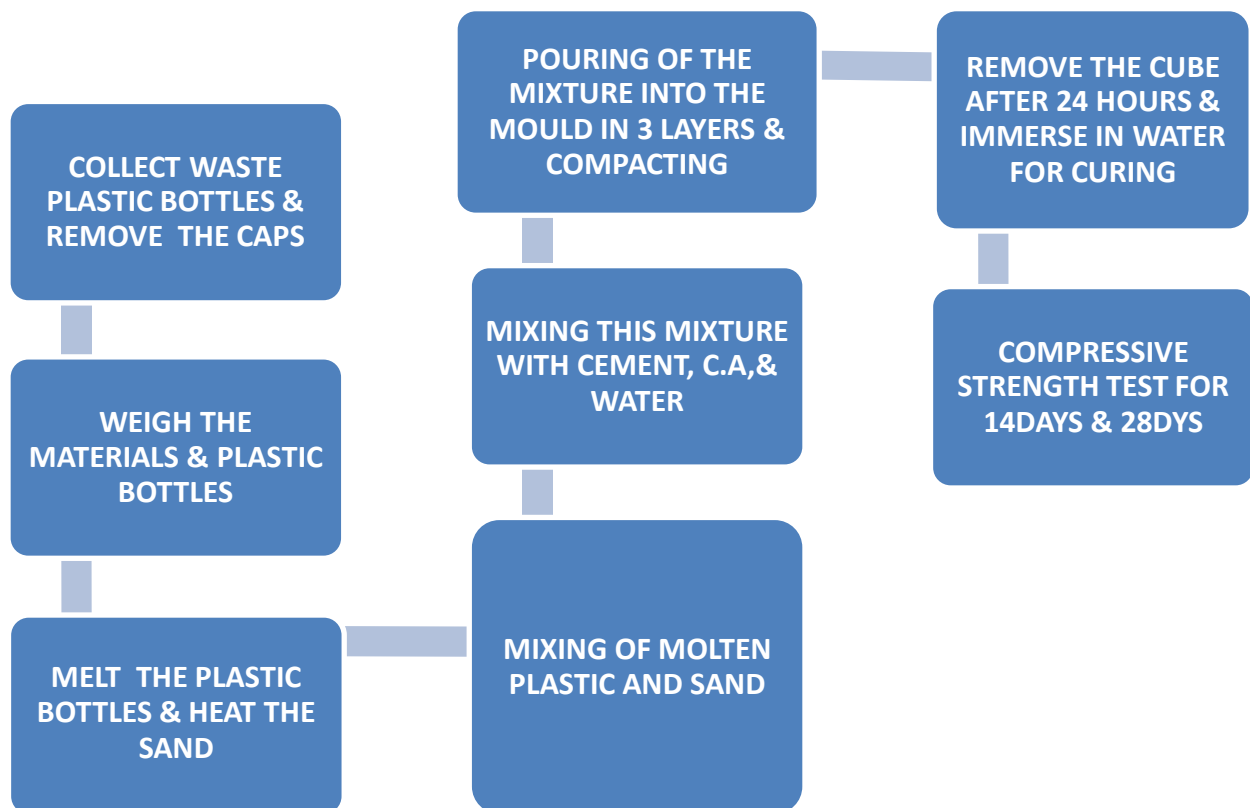 COLLECT WASTE
PLASTIC BOTTLES &
REMOVE THE CAPS
WEIGH THE
MATERIALS & PLASTIC
BOTTLES
MELT THE PLASTIC
BOTTLES & HEAT THE
SAND
MIXING OF MOLTEN
PLASTIC AND SAND
MIXING THIS MIXTURE
WITH CEMENT, C.A,&
WATER
POURING OF THE
MIXTURE INTO THE
MOULD IN 3 LAYERS &
COMPACTING
REMOVE THE CUBE
AFTER 24 HOURS &
IMMERSE IN WATER
FOR CURING
COMPRESSIVE
STRENGTH TEST FOR
14DAYS & 28DYS